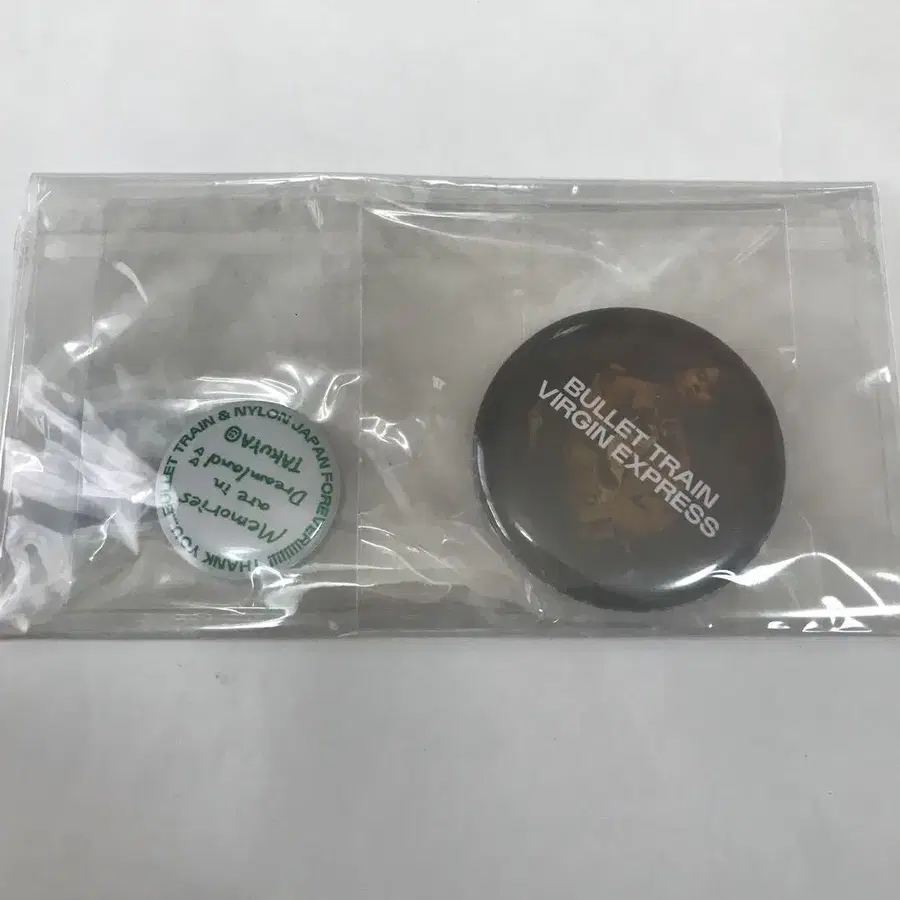 BULLET TRAIN & NYLON JAPAN FOREVER!!!!!!! THANK YOU...
Memories
are in
Dreamland
TAKUYA
BULLET TRAIN
VIRGIN EXPRESS